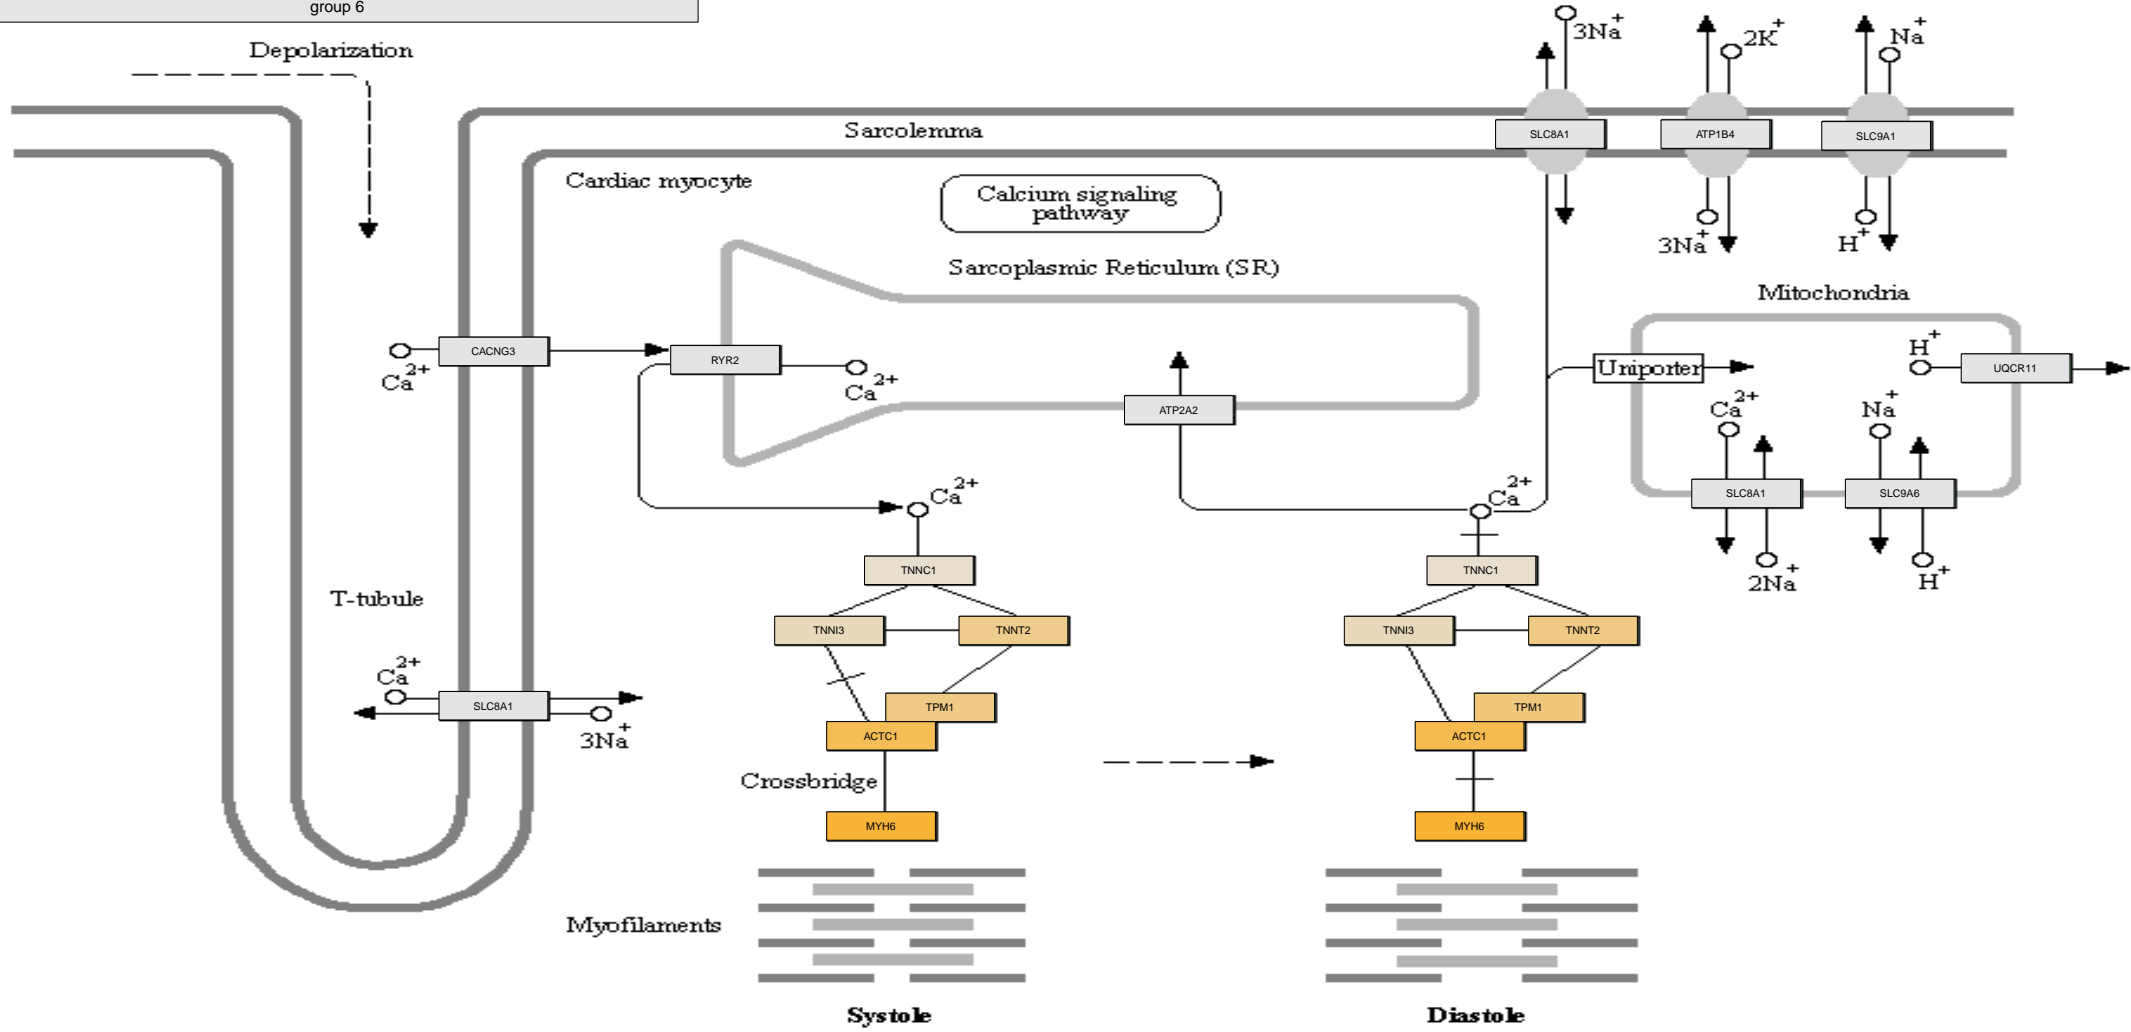 group 6
Depolarization
3Na+
2K+
Na+
Sarcolemma
SLC8A1
ATP1B4
SLC9A1
Cardiac myocyte
Calcium signaling
pathway
3Na+
H+
Sarcoplasmic Reticulum (SR)
Mitochondria
CACNG3
Ca2+
RYR2
Ca2+
ATP2A2
Uniporter
H+
UQCR11
Ca2+
Na+
SLC8A1
SLC9A6
2Na+
H+
Ca2+
Ca2+
TNNC1
TNNC1
T-tubule
TNNI3
TNNT2
TNNI3
TNNT2
Ca2+
SLC8A1
3Na+
TPM1
ACTC1
TPM1
ACTC1
Crossbridge
MYH6
MYH6
Myofilaments
Systole
Diastole